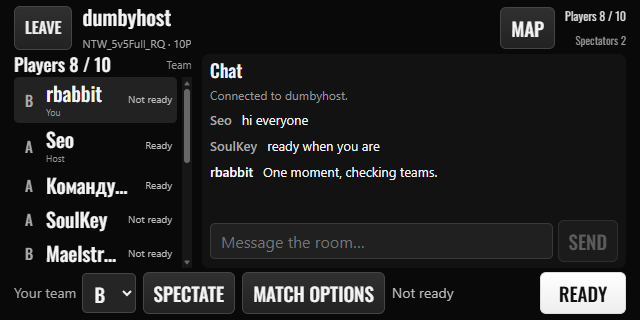 LEAVE
dumbyhost
NTW_5v5Full_RQ · 10P
MAP
Players 8 / 10
Spectators 2
Players 8 / 10
Team
B
rbabbit
You
Not ready
A
Seo
Host
Ready
A
Команду...
Ready
A
SoulKey
Not ready
B
Maelstr...
Not ready
Chat
Connected to dumbyhost.
Seo hi everyone
SoulKey ready when you are
rbabbit One moment, checking teams.
Message the room...
SEND
Your team
B
SPECTATE
MATCH OPTIONS
Not ready
READY